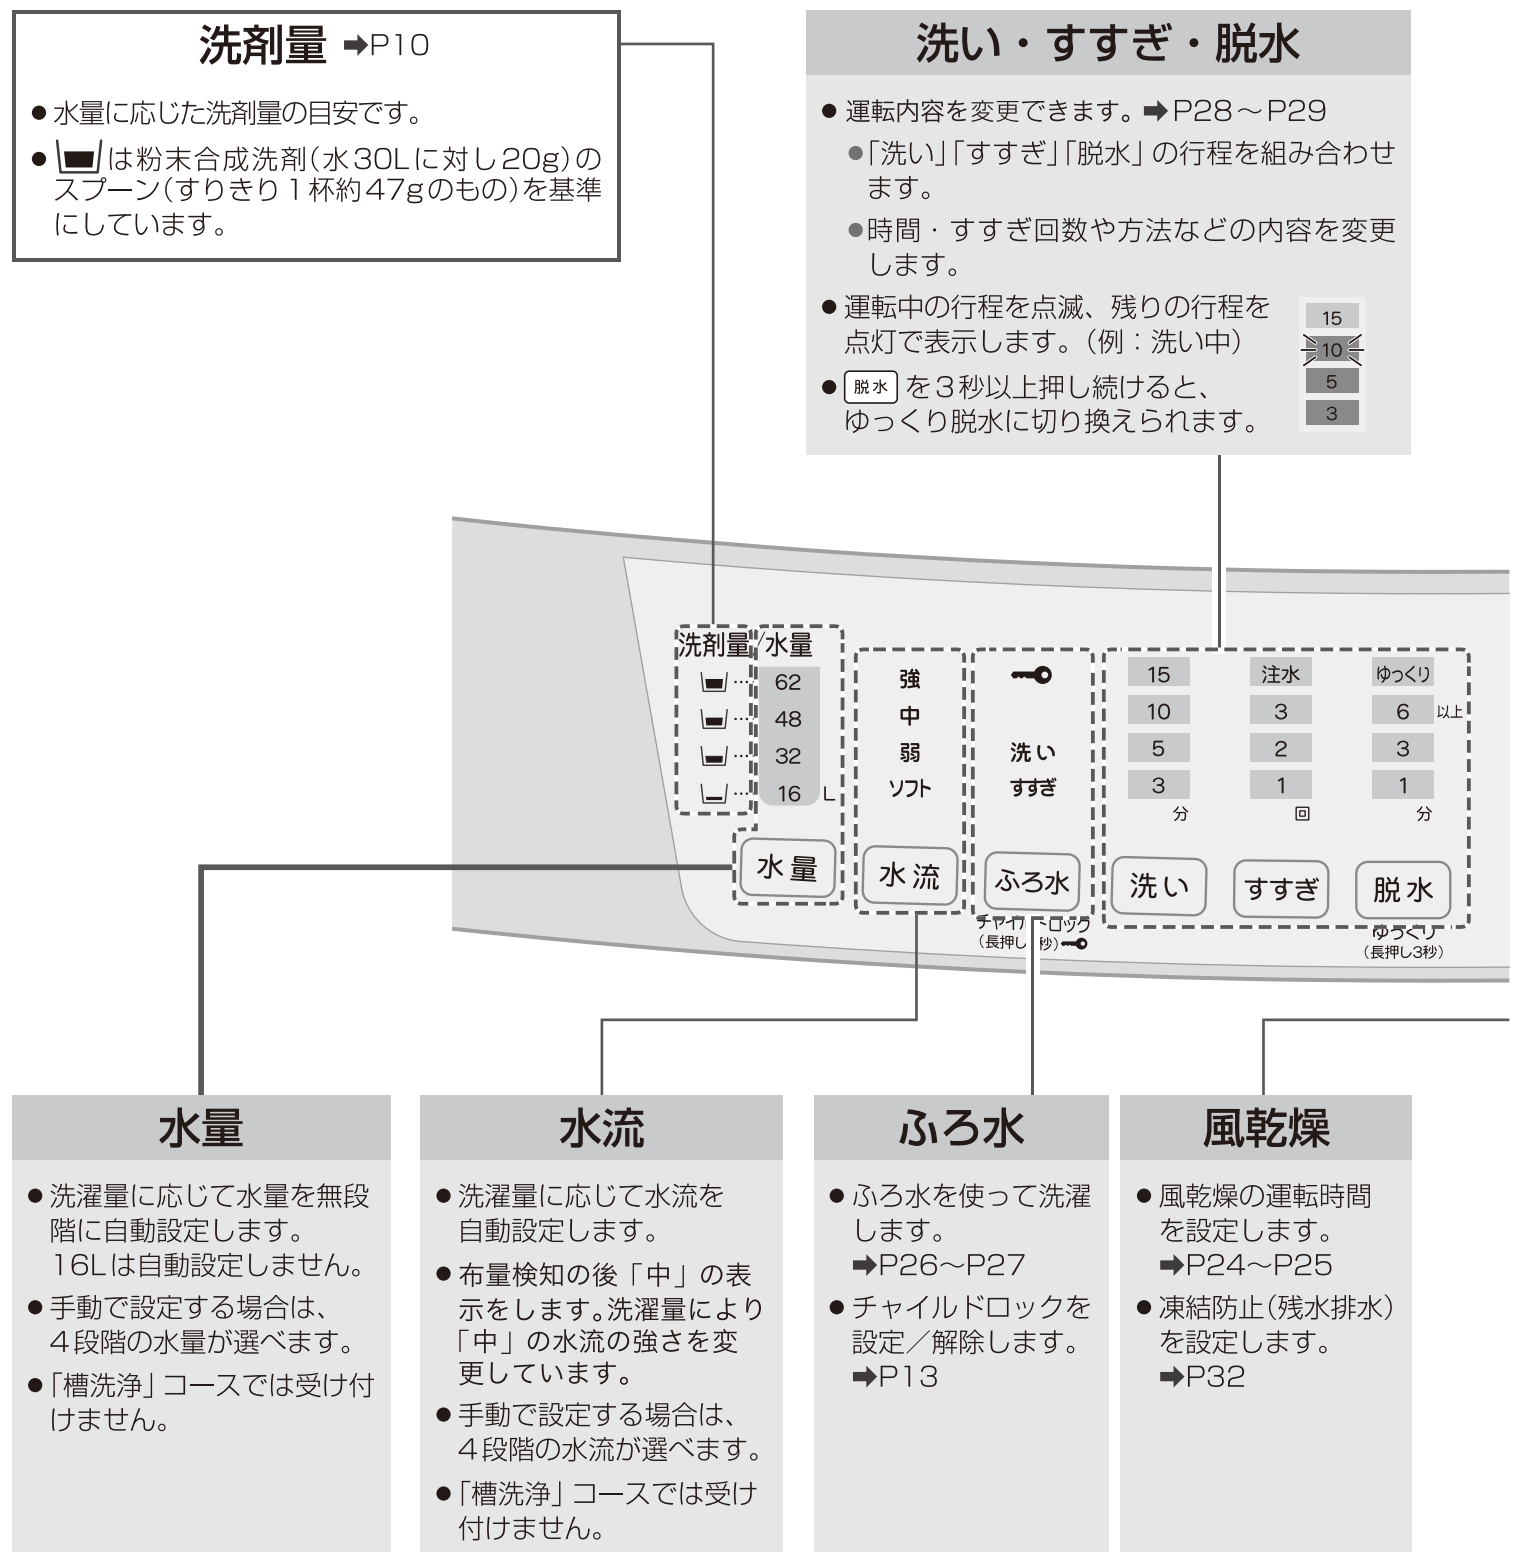 洗剤量 ➡P10
●水量に応じた洗剤量の目安です。
●は粉末合成洗剤(水30Lに対し20g)の
スプーン(すりきり1杯約47gのもの)を基準
にしています。
洗い・すすぎ・脱水
●運転内容を変更できます。➡P28~P29
●「洗い」「すすぎ」「脱水」の行程を組み合わせ
ます。
●時間・すすぎ回数や方法などの内容を変更
します。
●運転中の行程を点滅、残りの行程を
点灯で表示します。(例:洗い中)
●脱水 を3秒以上押し続けると、
ゆっくり脱水に切り換えられます。
15
10
5
3
洗剤量/水量
… 62
… 48
… 32
… 16 L
水量
強
中
弱
ソフト
水流
洗い
すすぎ
ふろ水
チャイルドロック
(長押し3秒)
15
10
5
3
分
洗い
注水
3
2
1
回
すすぎ
ゆっくり
6 以上
3
1
分
脱水
ゆっくり
(長押し3秒)
水量
●洗濯量に応じて水量を無段
階に自動設定します。
16Lは自動設定しません。
●手動で設定する場合は、
4段階の水量が選べます。
●「槽洗浄」コースでは受け付
けません。
水流
●洗濯量に応じて水流を
自動設定します。
●布量検知の後「中」の表
示をします。洗濯量により
「中」の水流の強さを変
更しています。
●手動で設定する場合は、
4段階の水流が選べます。
●「槽洗浄」コースでは受け
付けません。
ふろ水
●ふろ水を使って洗濯
します。
➡P26~P27
●チャイルドロックを
設定/解除します。
➡P13
風乾燥
●風乾燥の運転時間
を設定します。
➡P24~P25
●凍結防止(残水排水)
を設定します。
➡P32